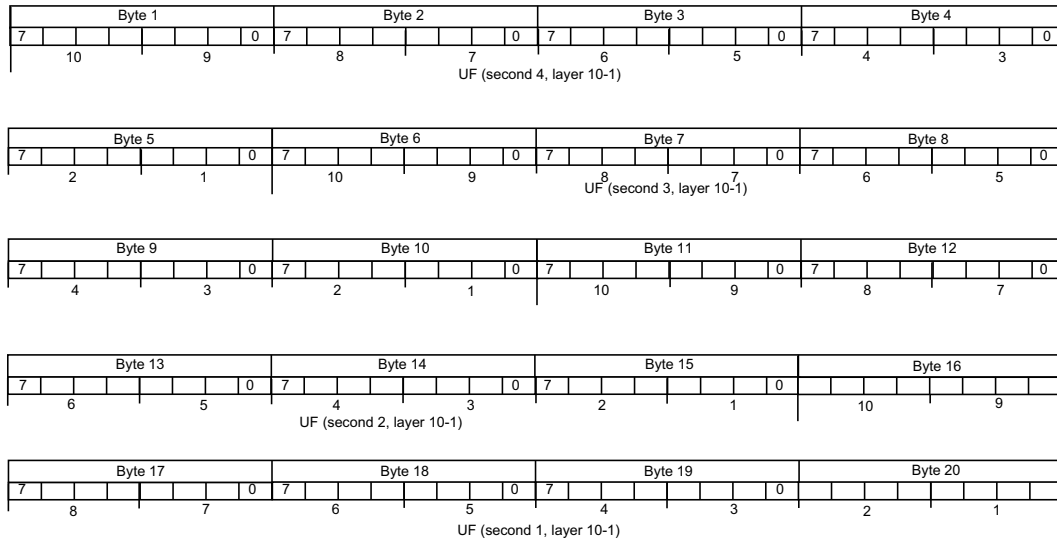 Byte 1 Byte 2 Byte 3 Byte 4
7 0 7 0 7 0 7 0
10 9 8 7 6 5 4 3
UF (second 4, layer 10-1)
Byte 5 Byte 6 Byte 7 Byte 8
7 0 7 0 7 0 7 0
2 1 10 9 8 7 6 5
UF (second 3, layer 10-1)
Byte 9 Byte 10 Byte 11 Byte 12
7 0 7 0 7 0 7 0
4 3 2 1 10 9 8 7
Byte 13 Byte 14 Byte 15 Byte 16
7 0 7 0 7 0
6 5 4 3 2 1 10 9
UF (second 2, layer 10-1)
Byte 17 Byte 18 Byte 19 Byte 20
7 0 7 0 7 0
8 7 6 5 4 3 2 1
UF (second 1, layer 10-1)